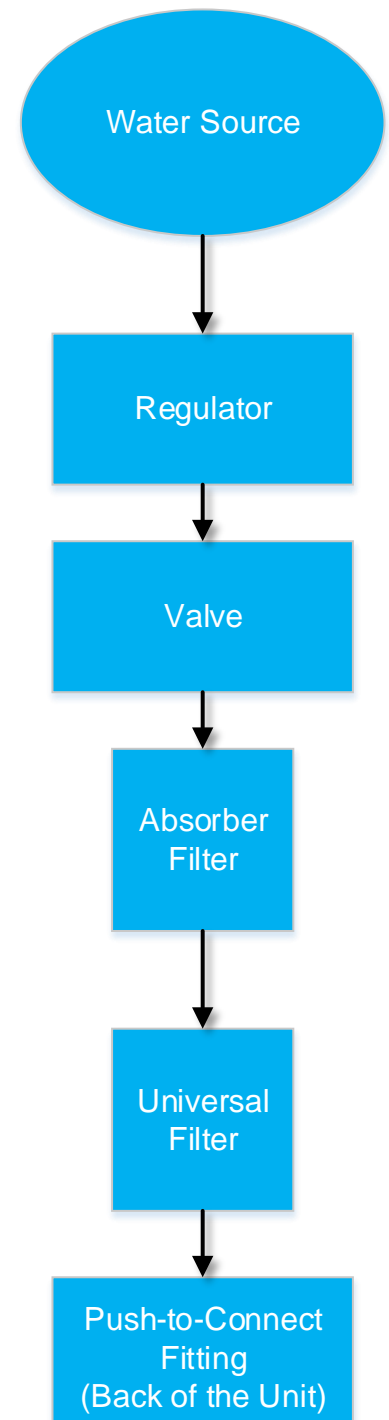 Water Source
Regulator
Valve
Absorber
Filter
Universal
Filter
Push-to-Connect
Fitting
(Back of the Unit)